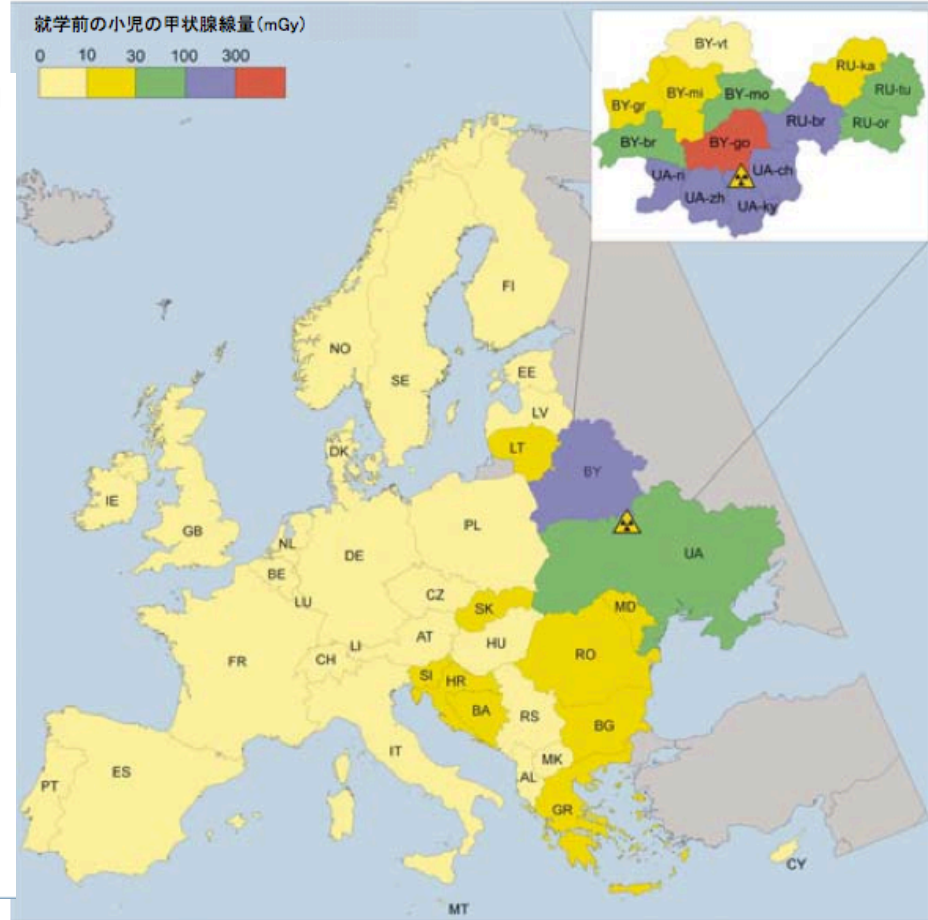 就学前の小児の甲状腺線量(mGy)
0 10 30 100 300
BY-vt
RU-ka
BY-mi
BY-mo
RU-tu
BY-gr
RU-br
RU-or
BY-br
BY-go
UA-ch
UA-ri
UA-zh
UA-ky
FI
NO
SE
EE
LV
LT
DK
BY
IE
GB
NL
PL
DE
UA
BE
LU
CZ
SK
MD
AT
HU
LI
CH
FR
RO
SI
HR
BA
RS
BG
IT
MK
AL
ES
PT
GR
CY
MT